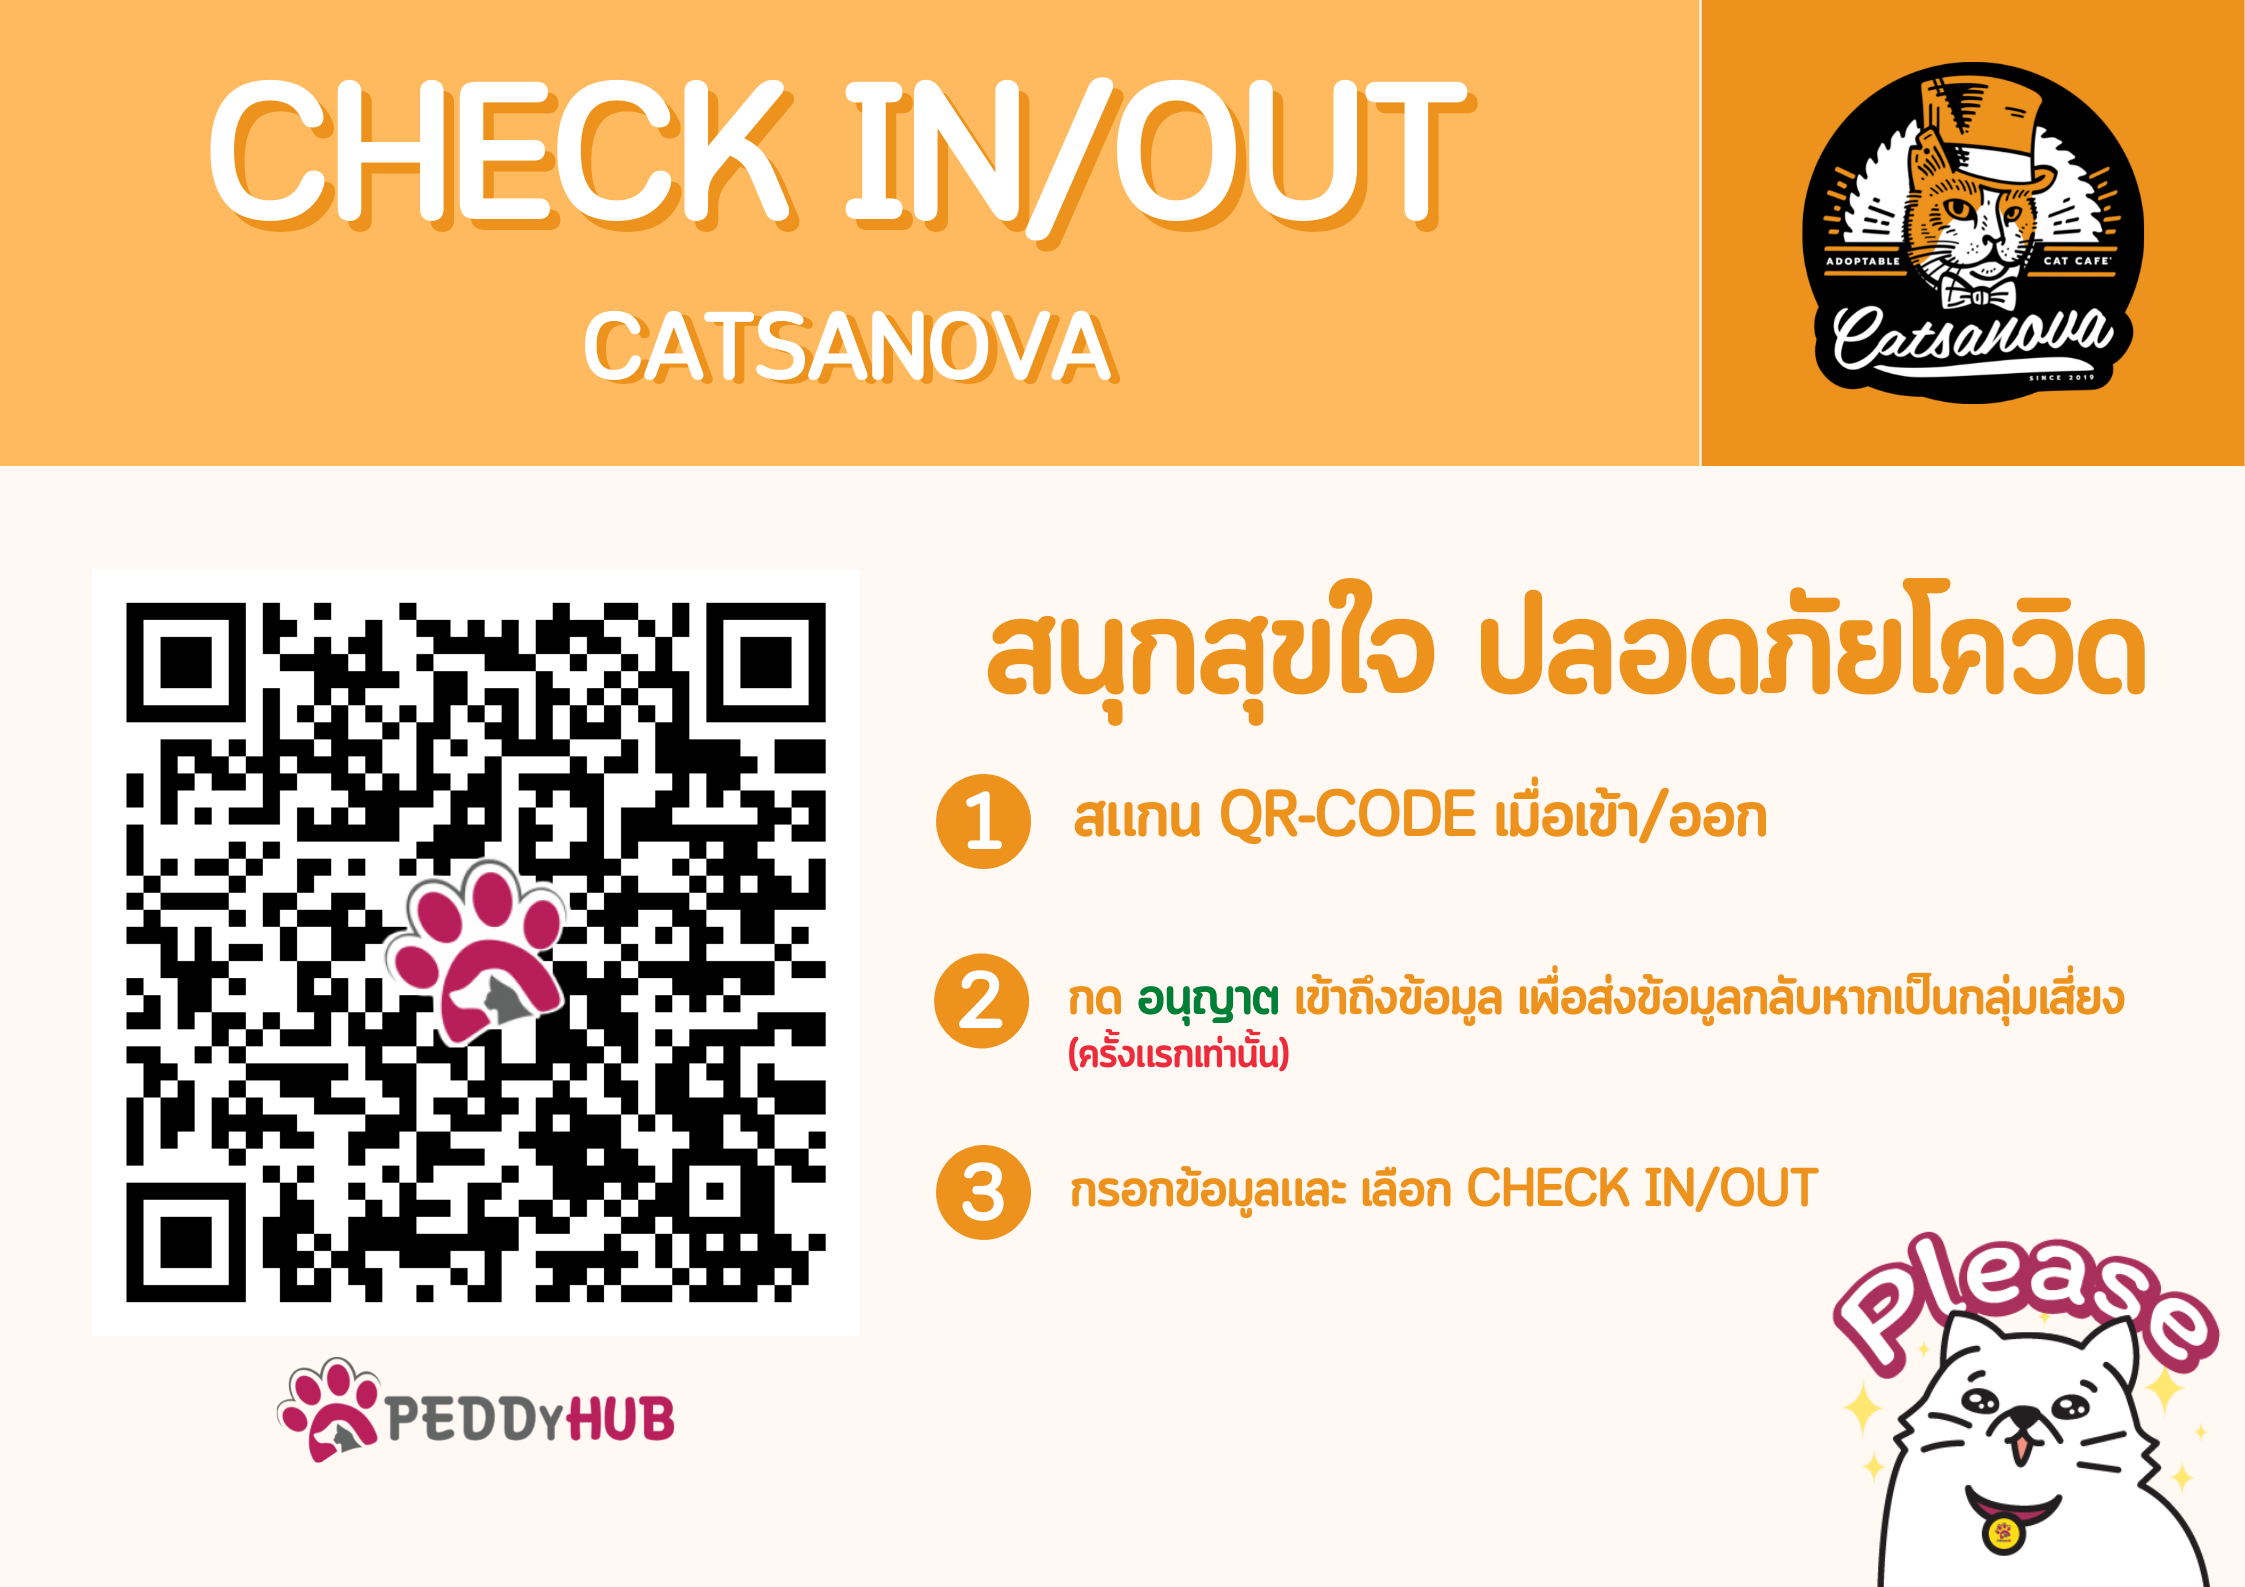 CHECK IN/OUT
CATSANOVA
ADOPTABLE CAT CAFE'
Catsanova
SINCE 2019
สนุกสุขใจ ปลอดภัยโควิด
1 สแกน QR-CODE เมื่อเข้า/ออก
2 กด อนุญาต เข้าถึงข้อมูล เพื่อส่งข้อมูลกลับหากเป็นกลุ่มเสี่ยง
(ครั้งแรกเท่านั้น)
3 กรอกข้อมูลและ เลือก CHECK IN/OUT
PEDDyHUB
Please